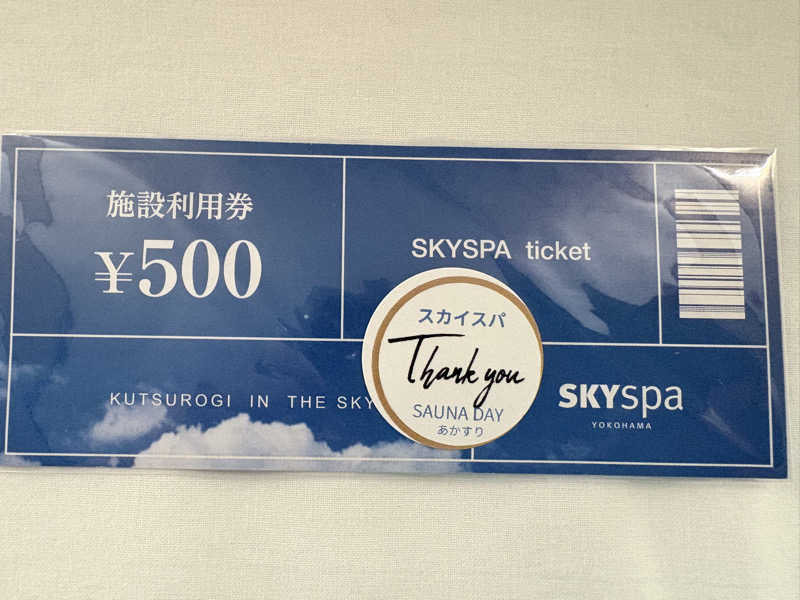 施設利用券
¥500
SKYSPA ticket
スカイスパ
Thank you
SAUNA DAY
あかすり
KUTSUROGI IN THE SKY
SKYspa
YOKOHAMA